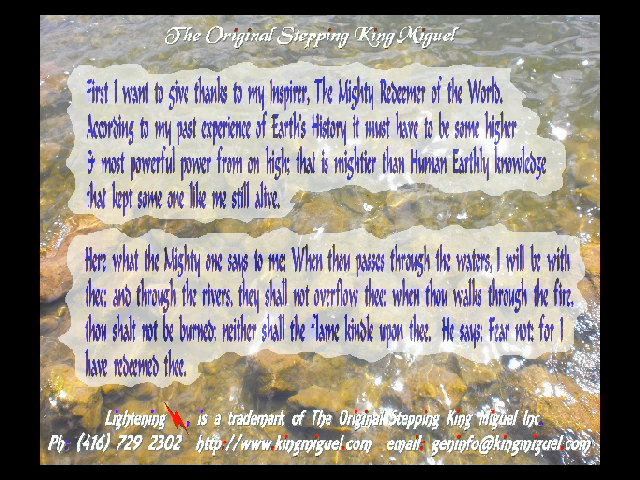 The Original Stepping King Miguel
First I want to give thanks to my Inspirer, The Mighty Redeemer of the World.
According to my past experience of Earth's History it must have to be some higher
& most powerful power from on high; that is mightier than Human Earthly knowledge
that kept some one like me still alive.
Here what the Mighty one says to me: When thou passes through the waters, I will be with
thee: and through the rivers, they shall not overflow thee: when thou walks through the fire,
thou shalt not be burned: neither shall the flame kindle upon thee. He says: Fear not: for I
have redeemed thee.
Lightening , is a trademark of The Original Stepping King Miguel Inc.
Ph: (416) 729 2302 http://www.kingmiguel.com email: geninfo@kingmiguel.com